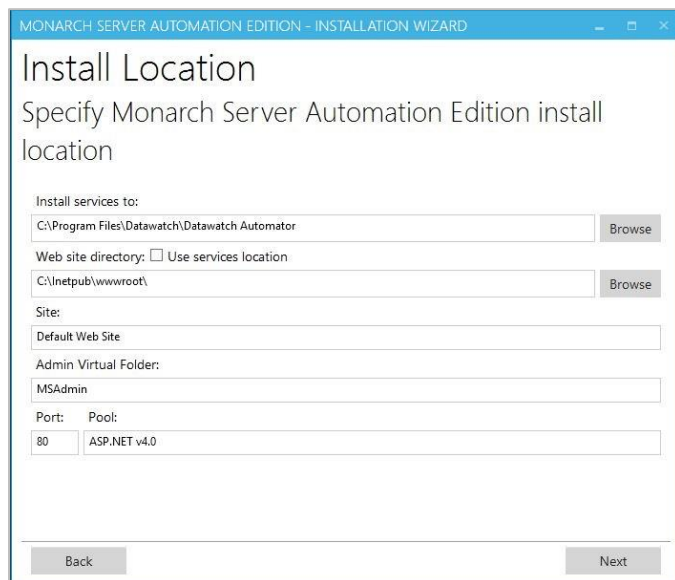 MONARCH SERVER AUTOMATION EDITION - INSTALLATION WIZARD
Install Location
Specify Monarch Server Automation Edition install
location
Install services to:
C:\Program Files\Datawatch\Datawatch Automator
Browse
Web site directory: Use services location
C:\Inetpub\wwwroot\
Browse
Site:
Default Web Site
Admin Virtual Folder:
MSAdmin
Port: Pool:
80 ASP.NET v4.0
Back Next